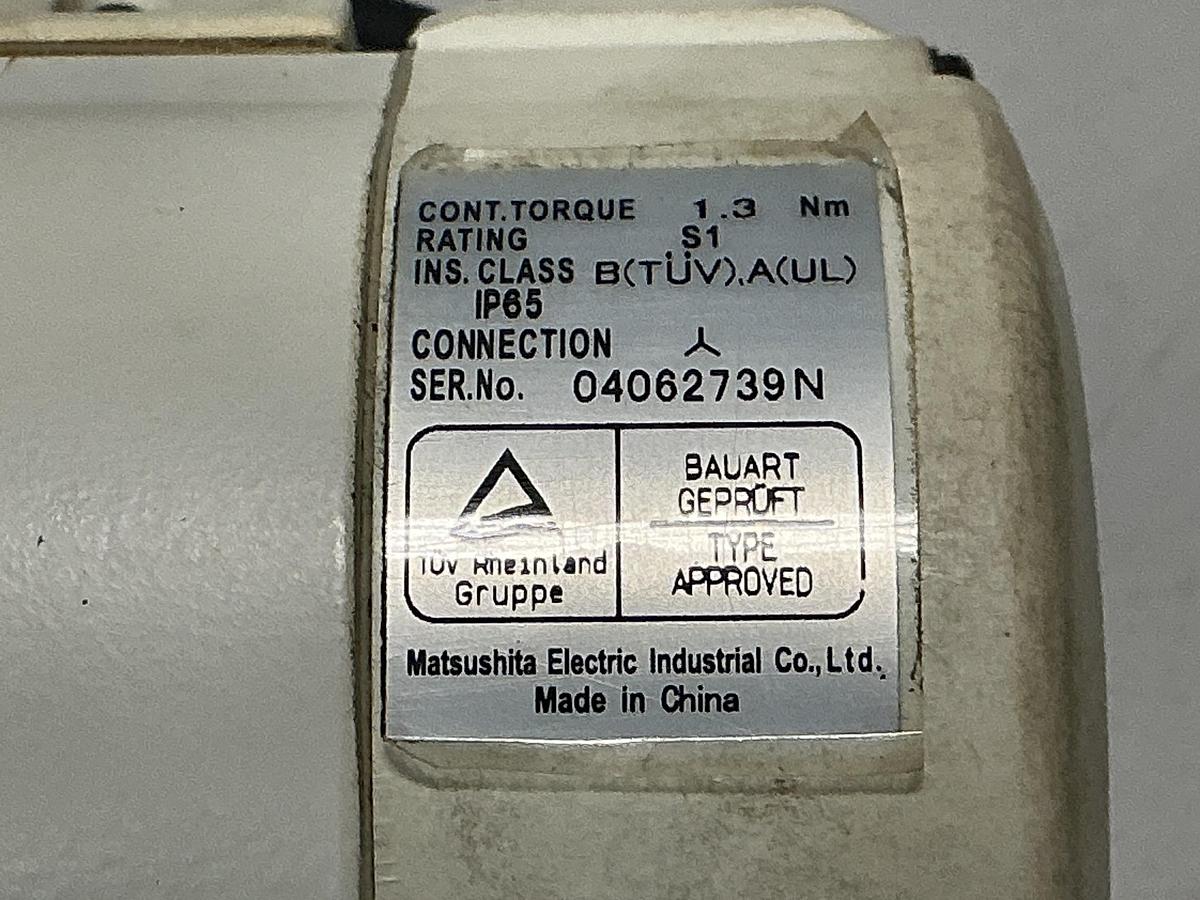 CONT.TORQUE 1.3 Nm
RATING S1
INS. CLASS B(TÜV),A(UL)
IP65
CONNECTION
SER.No. 04062739N
TÜV Rheinland
Gruppe
BAUART
GEPRÜFT
TYPE
APPROVED
Matsushita Electric Industrial Co.,Ltd.
Made in China